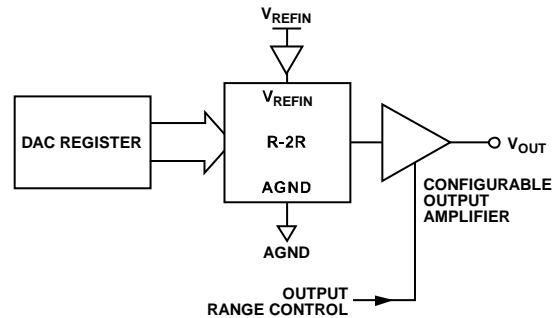 VREFIN
VREFIN
DAC REGISTER
R-2R
VOUT
AGND
CONFIGURABLE
OUTPUT
AMPLIFIER
AGND
OUTPUT
RANGE CONTROL